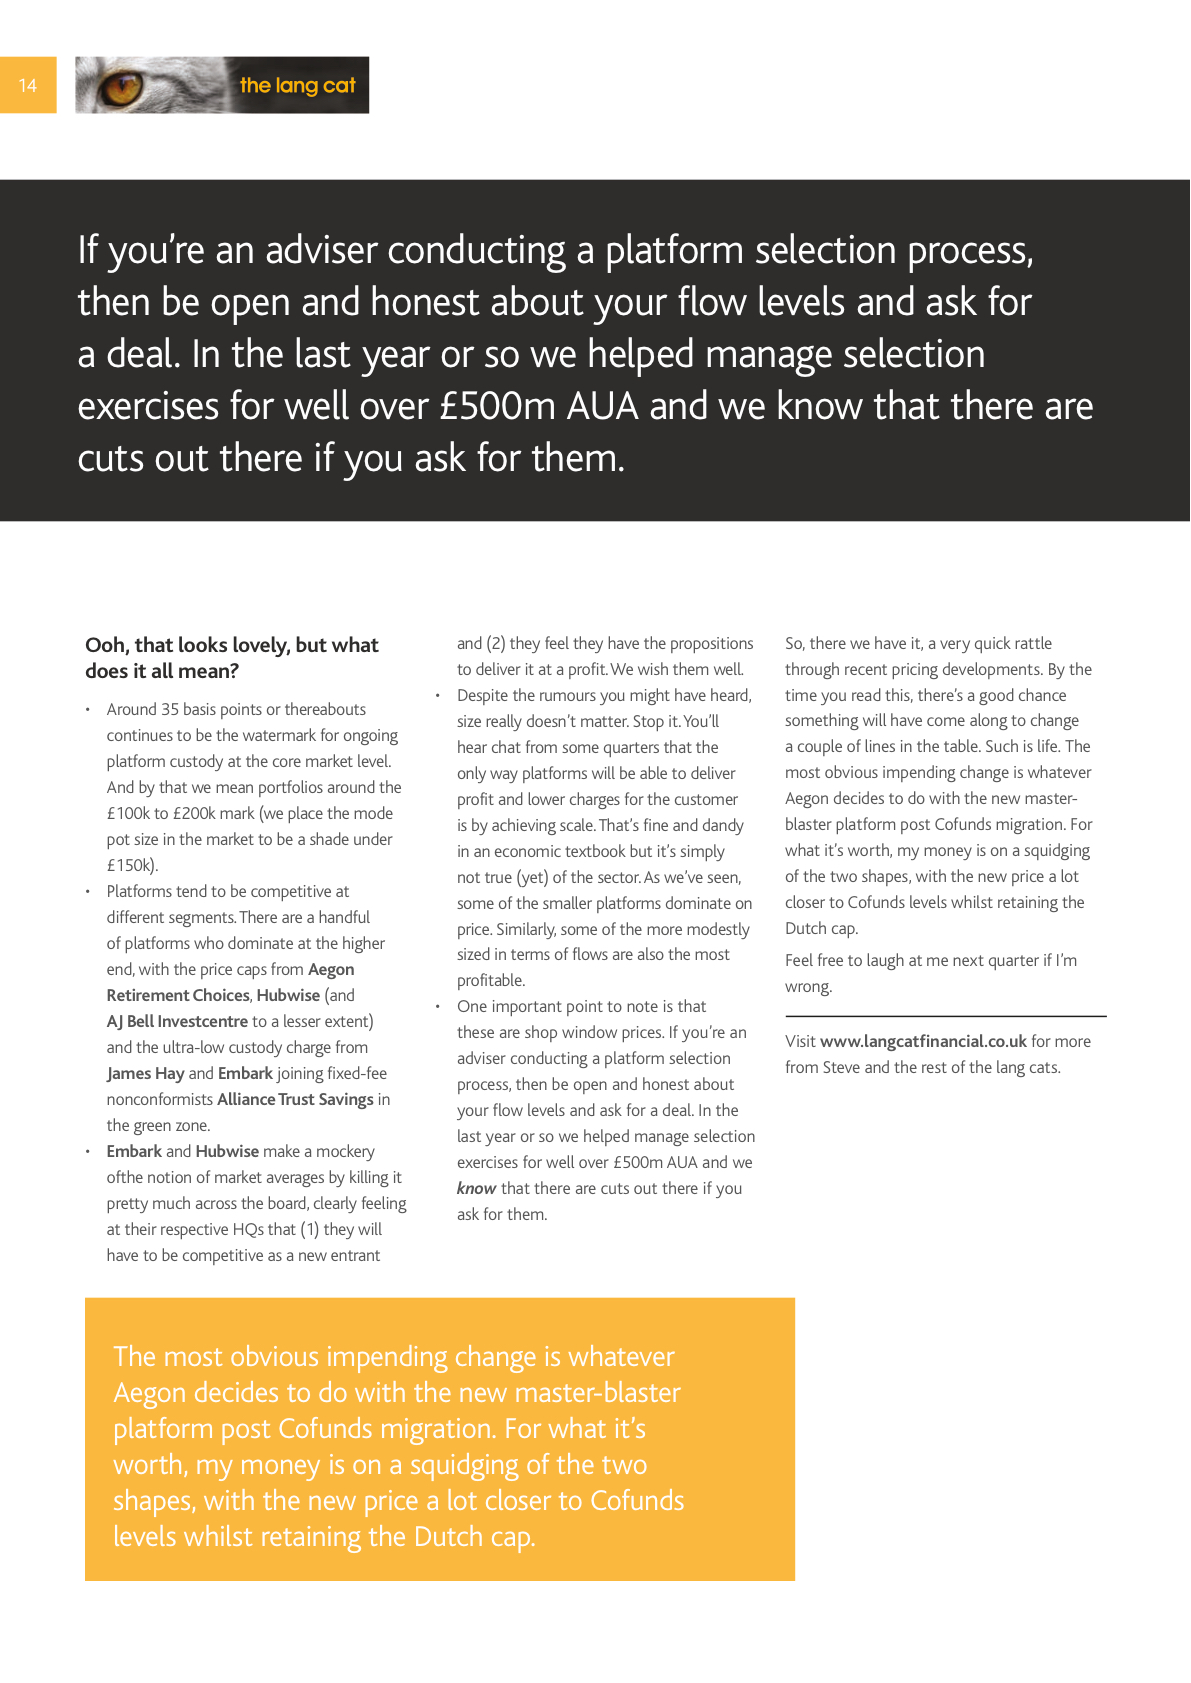 14
the lang cat
If you’re an adviser conducting a platform selection process,
then be open and honest about your flow levels and ask for
a deal. In the last year or so we helped manage selection
exercises for well over £500m AUA and we know that there are
cuts out there if you ask for them.
Ooh, that looks lovely, but what
does it all mean?
• Around 35 basis points or thereabouts
continues to be the watermark for ongoing
platform custody at the core market level.
And by that we mean portfolios around the
£100k to £200k mark (we place the mode
pot size in the market to be a shade under
£150k).
• Platforms tend to be competitive at
different segments. There are a handful
of platforms who dominate at the higher
end, with the price caps from Aegon
Retirement Choices, Hubwise (and
AJ Bell Investcentre to a lesser extent)
and the ultra-low custody charge from
James Hay and Embark joining fixed-fee
nonconformists Alliance Trust Savings in
the green zone.
• Embark and Hubwise make a mockery
ofthe notion of market averages by killing it
pretty much across the board, clearly feeling
at their respective HQs that (1) they will
have to be competitive as a new entrant
and (2) they feel they have the propositions
to deliver it at a profit. We wish them well.
• Despite the rumours you might have heard,
size really doesn’t matter. Stop it. You’ll
hear chat from some quarters that the
only way platforms will be able to deliver
profit and lower charges for the customer
is by achieving scale. That’s fine and dandy
in an economic textbook but it’s simply
not true (yet) of the sector. As we’ve seen,
some of the smaller platforms dominate on
price. Similarly, some of the more modestly
sized in terms of flows are also the most
profitable.
• One important point to note is that
these are shop window prices. If you’re an
adviser conducting a platform selection
process, then be open and honest about
your flow levels and ask for a deal. In the
last year or so we helped manage selection
exercises for well over £500m AUA and we
know that there are cuts out there if you
ask for them.
So, there we have it, a very quick rattle
through recent pricing developments. By the
time you read this, there’s a good chance
something will have come along to change
a couple of lines in the table. Such is life. The
most obvious impending change is whatever
Aegon decides to do with the new master-
blaster platform post Cofunds migration. For
what it’s worth, my money is on a squidging
of the two shapes, with the new price a lot
closer to Cofunds levels whilst retaining the
Dutch cap.
Feel free to laugh at me next quarter if I’m
wrong.
Visit www.langcatfinancial.co.uk for more
from Steve and the rest of the lang cats.
The most obvious impending change is whatever
Aegon decides to do with the new master-blaster
platform post Cofunds migration. For what it’s
worth, my money is on a squidging of the two
shapes, with the new price a lot closer to Cofunds
levels whilst retaining the Dutch cap.